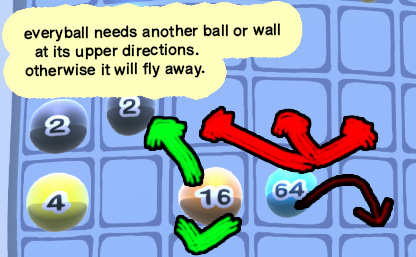 everyball needs another ball or wall
at its upper directions.
otherwise it will fly away.
2
2
4
16
64